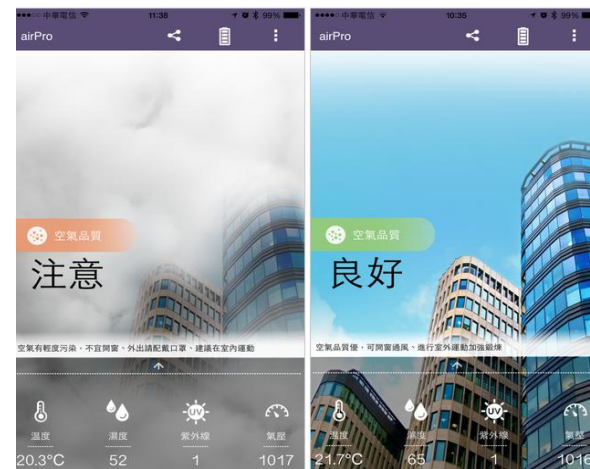 中華電信 11:38 99%
airPro
空氣品質
注意
空氣有輕度污染，不宜開窗、外出請配戴口罩、建議在室內運動
UV
溫度 濕度 紫外線 氣壓
20.3°C 52 1 1017
中華電信 10:35 99%
airPro
空氣品質
良好
空氣品質優，可開窗通風、進行室外運動加強鍛煉
UV
溫度 濕度 紫外線 氣壓
21.7°C 65 1 1016